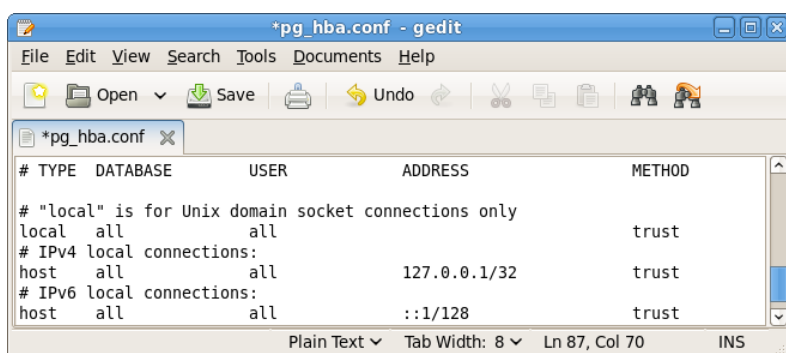 *pg_hba.conf - gedit
File Edit View Search Tools Documents Help
Open Save Undo
*pg_hba.conf
# TYPE DATABASE USER ADDRESS METHOD
# "local" is for Unix domain socket connections only
local all all trust
# IPv4 local connections:
host all all 127.0.0.1/32 trust
# IPv6 local connections:
host all all ::1/128 trust
Plain Text Tab Width: 8 Ln 87, Col 70 INS